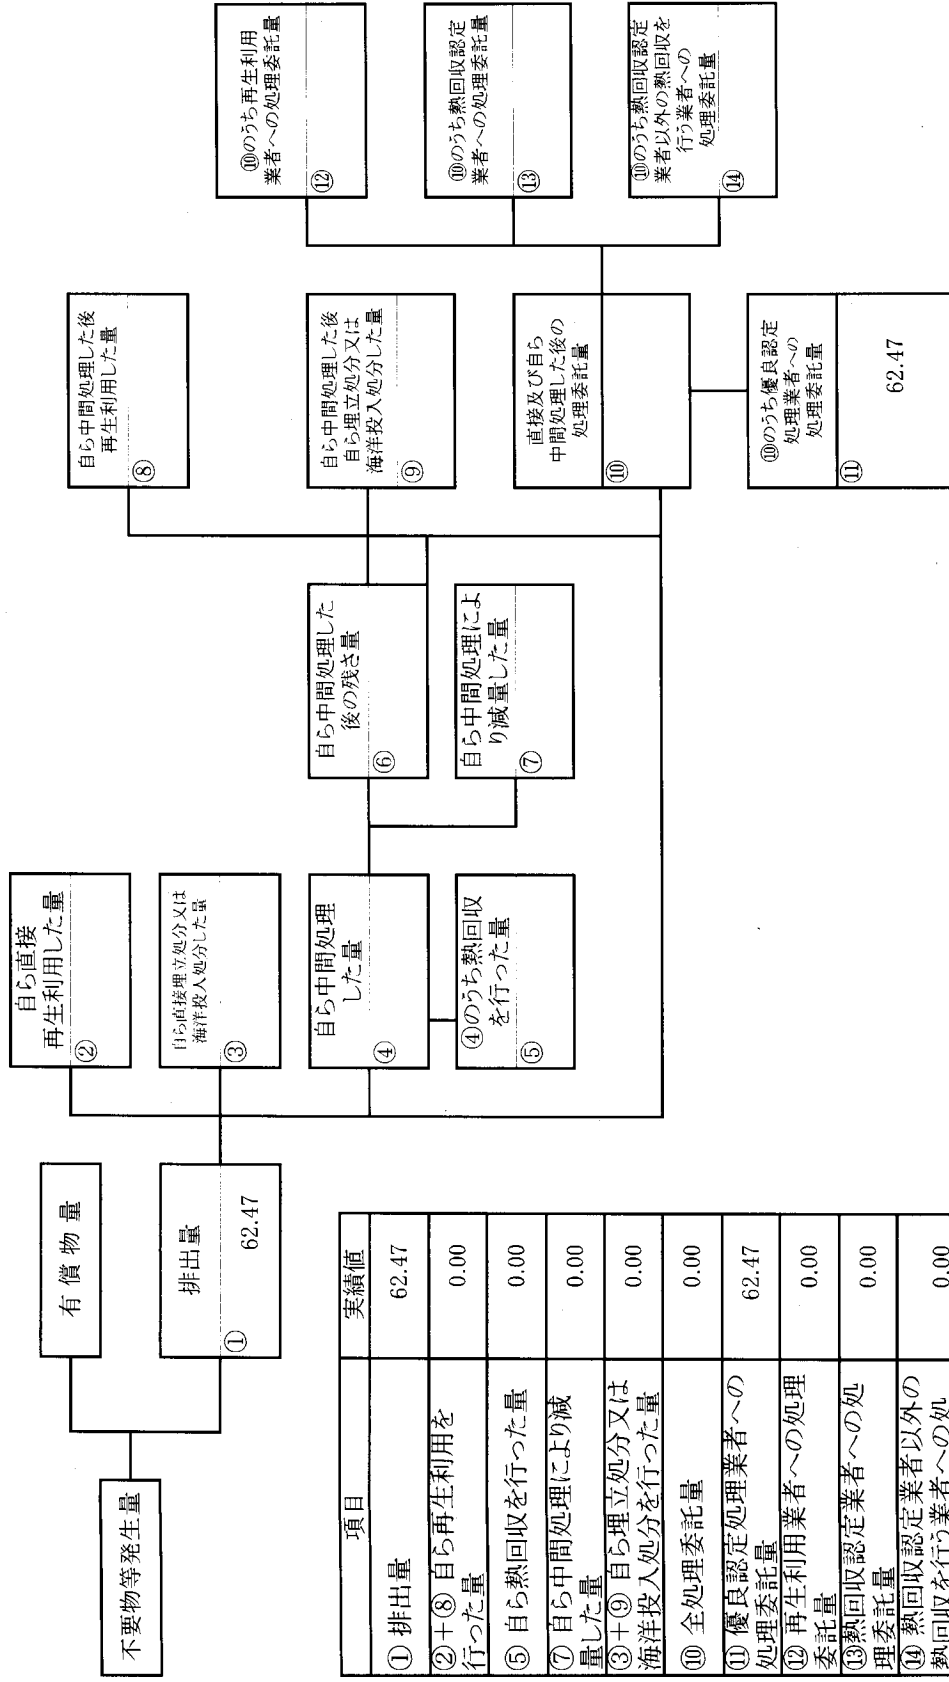 不要物等発生量
有償物量
排出量
①
62.47
自ら直接
再生利用した量
②
自ら直接埋立処分又は
海洋投入処分した量
③
自ら中間処理
した量
④
④のうち熱回収
を行った量
⑤
自ら中間処理した
後の残さ量
⑥
自ら中間処理によ
り減量した量
⑦
自ら中間処理した後
再生利用した量
⑧
自ら中間処理した後
自ら埋立処分又は
海洋投入処分した量
⑨
直接及び自ら
中間処理した後の
処理委託量
⑩
⑩のうち優良認定
処理業者への
処理委託量
⑪
62.47
⑩のうち再生利用
業者への処理委託量
⑫
⑩のうち熱回収認定
業者への処理委託量
⑬
⑩のうち熱回収認定
業者以外の熱回収を
行う業者への
処理委託量
⑭
項目 実績値
① 排出量 62.47
②+⑧ 自ら再生利用を
行った量 0.00
⑤ 自ら熱回収を行った量 0.00
⑦ 自ら中間処理により減
量した量 0.00
③+⑨ 自ら埋立処分又は
海洋投入処分を行った量 0.00
⑩ 全処理委託量 0.00
⑪ 優良認定処理業者への
処理委託量 62.47
⑫ 再生利用業者への処理
委託量 0.00
⑬熱回収認定業者への処
理委託量 0.00
⑭ 熱回収認定業者以外の
熱回収を行う業者への処 0.00